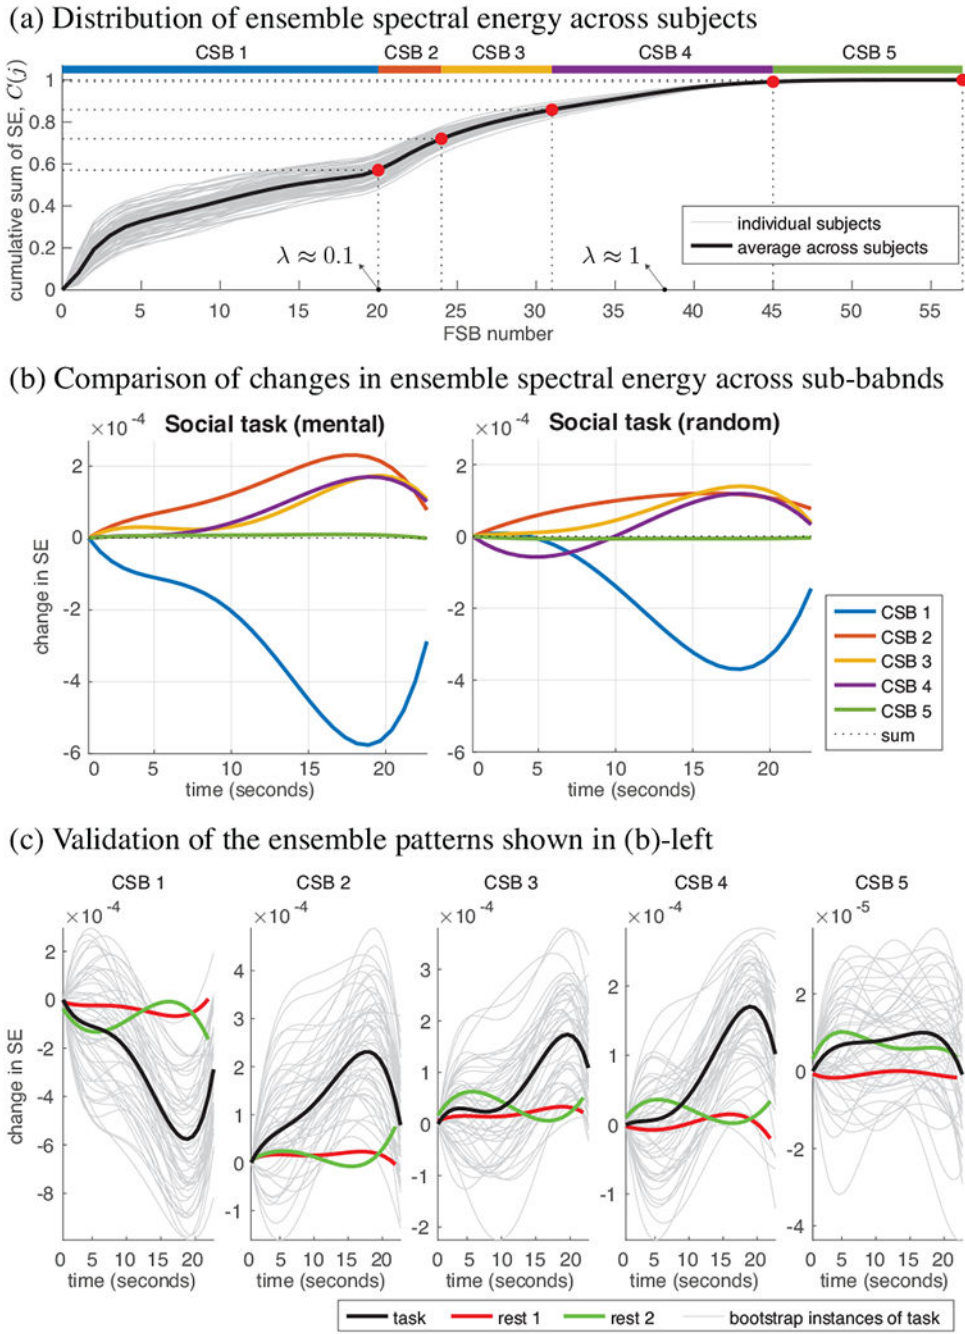 (a) Distribution of ensemble spectral energy across subjects
CSB 1 CSB 2 CSB 3 CSB 4 CSB 5
cumulative sum of SE, C(j)
1
0.8
0.6
0.4
0.2
0
λ ≈ 0.1
λ ≈ 1
individual subjects
average across subjects
0 5 10 15 20 25 30 35 40 45 50 55
FSB number
(b) Comparison of changes in ensemble spectral energy across sub-babnds
×10-4 Social task (mental)
×10-4 Social task (random)
change in SE
2
0
-2
-4
-6
0 5 10 15 20
time (seconds)
2
0
-2
-4
-6
0 5 10 15 20
time (seconds)
CSB 1
CSB 2
CSB 3
CSB 4
CSB 5
sum
(c) Validation of the ensemble patterns shown in (b)-left
CSB 1 CSB 2 CSB 3 CSB 4 CSB 5
×10-4 ×10-4 ×10-4 ×10-4 ×10-5
change in SE
2
0
-2
-4
-6
-8
4
3
2
1
0
-1
3
2
1
0
-1
-2
2
1
0
-1
2
0
-2
-4
0 5 10 15 20
0 5 10 15 20
0 5 10 15 20
0 5 10 15 20
0 5 10 15 20
time (seconds) time (seconds) time (seconds) time (seconds) time (seconds)
task rest 1 rest 2 bootstrap instances of task